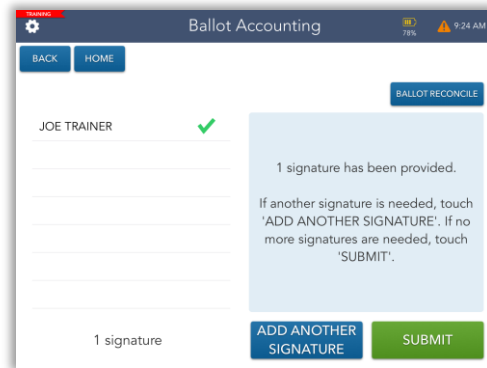 TRAINING
Ballot Accounting
78%
9:24 AM
BACK
HOME
BALLOT RECONCILE
JOE TRAINER
1 signature has been provided.
If another signature is needed, touch
'ADD ANOTHER SIGNATURE'. If no
more signatures are needed, touch
'SUBMIT'.
1 signature
ADD ANOTHER
SIGNATURE
SUBMIT